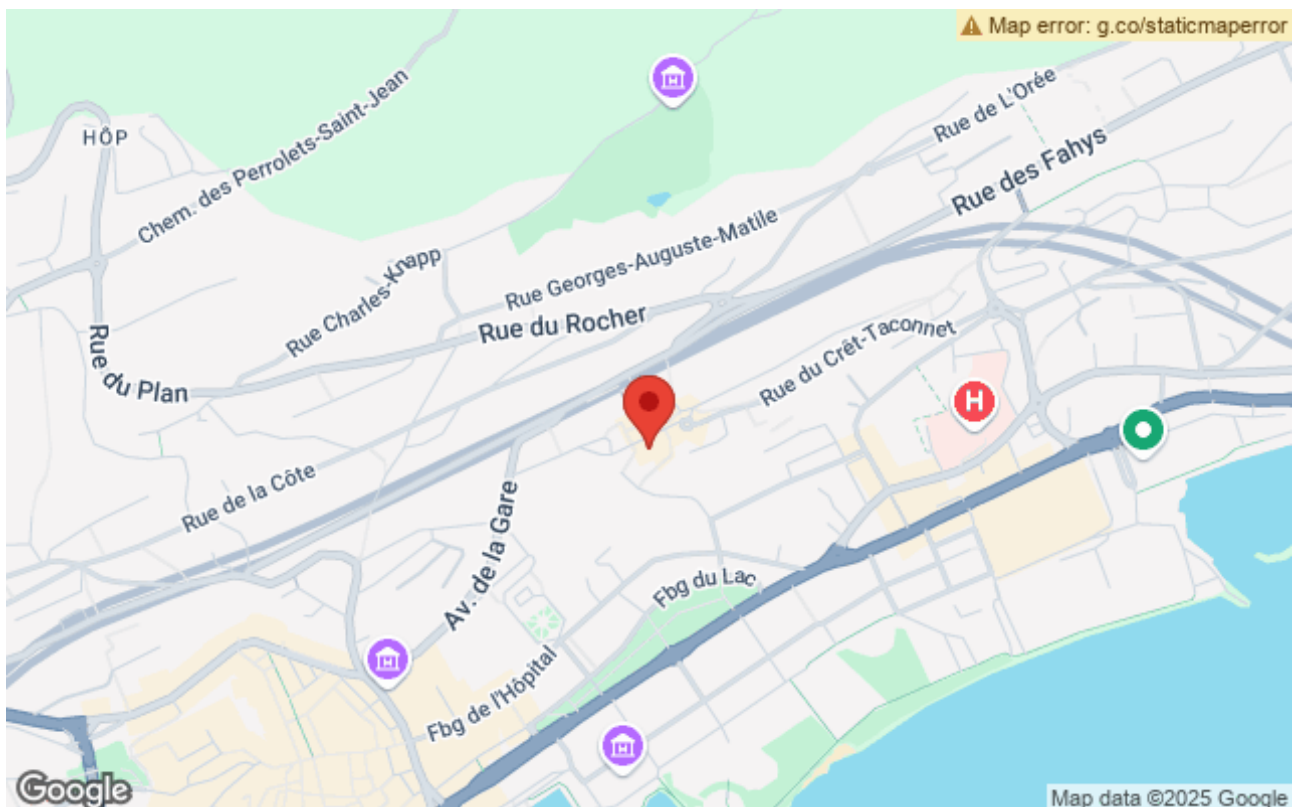 Map error: g.co/staticmaperror
HÔP
Chem. des Perrolets-Saint-Jean
Rue de L'Orée
Rue des Fahys
Rue Charles-Knapp
Rue Georges-Auguste-Matile
Rue du Rocher
Rue du Plan
Rue du Crêt-Taconnet
H
Rue de la Côte
Av. de la Gare
Fbg du Lac
Fbg de l'Hôpital
Google
Map data ©2025 Google